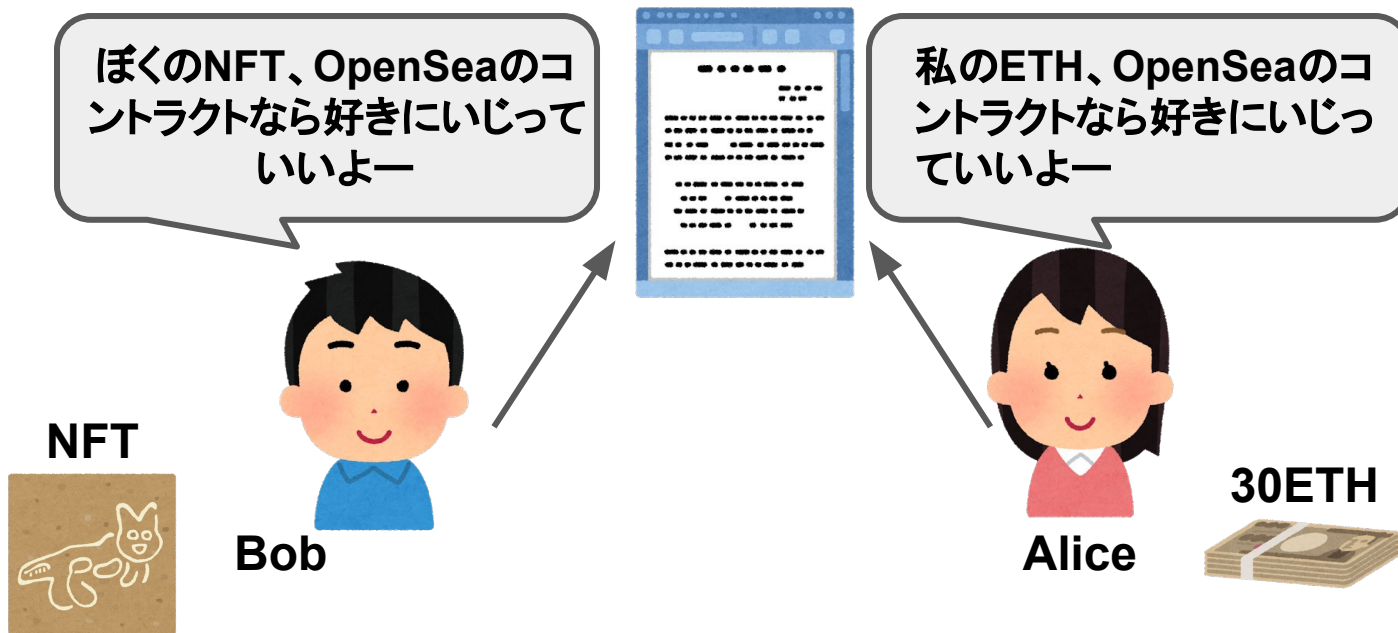 ぼくのNFT、OpenSeaのコ
ントラクトなら好きにいじって
いいよー
私のETH、OpenSeaのコ
ントラクトなら好きにいじっ
ていいよー
NFT
Bob
Alice
30ETH